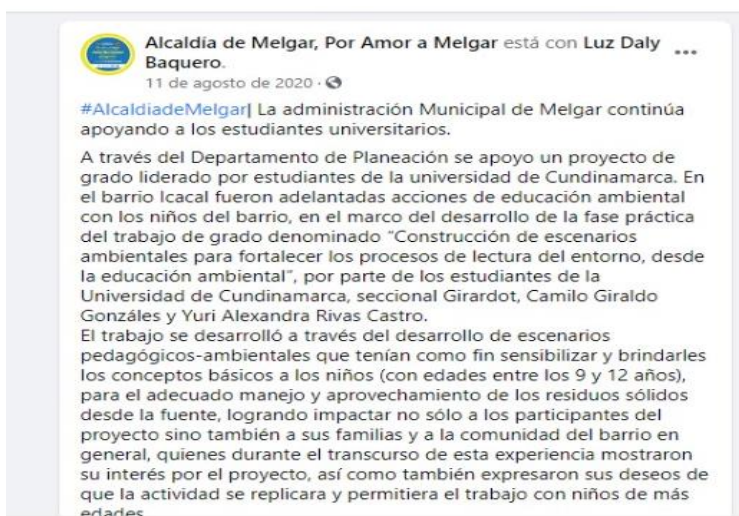 Alcaldía de Melgar, Por Amor a Melgar está con Luz Daly
Baquero.
11 de agosto de 2020 ·
#AlcaldiadeMelgar| La administración Municipal de Melgar continúa
apoyando a los estudiantes universitarios.
A través del Departamento de Planeación se apoyo un proyecto de
grado liderado por estudiantes de la universidad de Cundinamarca. En
el barrio Icacal fueron adelantadas acciones de educación ambiental
con los niños del barrio, en el marco del desarrollo de la fase práctica
del trabajo de grado denominado "Construcción de escenarios
ambientales para fortalecer los procesos de lectura del entorno, desde
la educación ambiental", por parte de los estudiantes de la
Universidad de Cundinamarca, seccional Girardot, Camilo Giraldo
Gonzáles y Yuri Alexandra Rivas Castro.
El trabajo se desarrolló a través del desarrollo de escenarios
pedagógicos-ambientales que tenían como fin sensibilizar y brindarles
los conceptos básicos a los niños (con edades entre los 9 y 12 años),
para el adecuado manejo y aprovechamiento de los residuos sólidos
desde la fuente, logrando impactar no sólo a los participantes del
proyecto sino también a sus familias y a la comunidad del barrio en
general, quienes durante el transcurso de esta experiencia mostraron
su interés por el proyecto, así como también expresaron sus deseos de
que la actividad se replicara y permitiera el trabajo con niños de más
edades